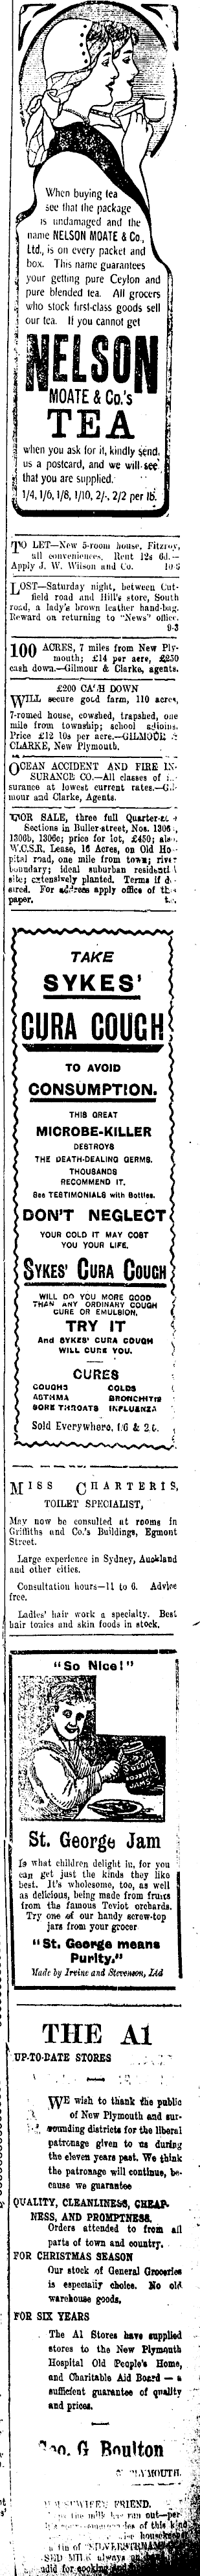 When buying tea
see that the package
is undamaged and the
name NELSON MOATE & Co.,
Ltd., is on every packet and
box. This name guarantees
your getting pure Ceylon and
pure blended tea. All grocers
who stock first-class goods sell
our tea. If you cannot get
NELSON
MOATE & Co.'s
TEA
when you ask for it, kindly send
us a postcard, and we will see
that you are supplied.
1/4, 1/6, 1/8, 1/10, 2/-, 2/2 per lb.
TO LET—New 5-room house, Fitzroy,
all conveniences. Rent 12s 6d.—
Apply J. W. Wilson and Co.
LOST—Saturday night, between Cut-
field road and Hill's store, South
road, a lady's brown leather hand-bag.
Reward on returning to "News" office.
9-3
100 ACRES, 7 miles from New Ply-
mouth; £14 per acre, £250
cash down.—Gilmour & Clarke, agents.
£200 CASH DOWN
WILL secure good farm, 110 acres,
7-romed house, cowshed, trapshed, one
mile from township; school adjoins.
Price £12 10s per acre.—GILMOUR &
CLARKE, New Plymouth.
OCEAN ACCIDENT AND FIRE IN-
SURANCE CO.—All classes of in-
surance at lowest current rates.—Gil-
mour and Clarke, Agents.
FOR SALE, three full Quarter-acre
Sections in Buller-street, Nos. 1306a,
1306b, 1306c; price for lot, £450; also
W.C.S.R. Lease, 16 Acres, on Old Hos-
pital road, one mile from town; river
boundary; ideal suburban residential
site; extensively planted. Terms if de-
sired. For address apply office of this
paper.
TAKE
SYKES'
CURA COUGH
TO AVOID
CONSUMPTION.
THIS GREAT
MICROBE-KILLER
DESTROYS
THE DEATH-DEALING GERMS.
THOUSANDS
RECOMMEND IT.
See TESTIMONIALS with Bottles.
DON'T NEGLECT
YOUR COLD IT MAY COST
YOU YOUR LIFE.
SYKES' CURA COUGH
WILL DO YOU MORE GOOD
THAN ANY ORDINARY COUGH
CURE OR EMULSION.
TRY IT
And SYKES' CURA COUGH
WILL CURE YOU.
CURES
COUGHS COLDS
ASTHMA BRONCHITIS
SORE THROATS INFLUENZA
Sold Everywhere, 1/6 & 2/6.
MISS CHARTERIS,
TOILET SPECIALIST,
May now be consulted at rooms in
Griffiths and Co.'s Buildings, Egmont
Street.
Large experience in Sydney, Auckland
and other cities.
Consultation hours—11 to 6. Advice
free.
Ladies' hair work a specialty. Best
hair tonics and skin foods in stock.
"So Nice!"
St. George Jam
Is what children delight in, for you
can get just the kinds they like
best. It's wholesome, too, as well
as delicious, being made from fruits
from the famous Teviot orchards.
Try one of our handy screw-top
jars from your grocer
"St. George means
Purity."
Made by Irvine and Stevenson, Ltd
THE A1
UP-TO-DATE STORES
WE wish to thank the public
of New Plymouth and sur-
rounding districts for the liberal
patronage given to us during
the eleven years past. We think
the patronage will continue, be-
cause we guarantee
QUALITY, CLEANLINESS, CHEAP-
NESS, AND PROMPTNESS.
Orders attended to from all
parts of town and country.
FOR CHRISTMAS SEASON
Our stock of General Groceries
is especially choice. No old
warehouse goods,
FOR SIX YEARS
The A1 Stores have supplied
stores to the New Plymouth
Hospital Old People's Home,
and Charitable Aid Board — a
sufficient guarantee of quality
and prices.
Geo. G Boulton
PLYMOUTH.
FRIEND.
the milk has run out—per-
of this kind
tin of
always